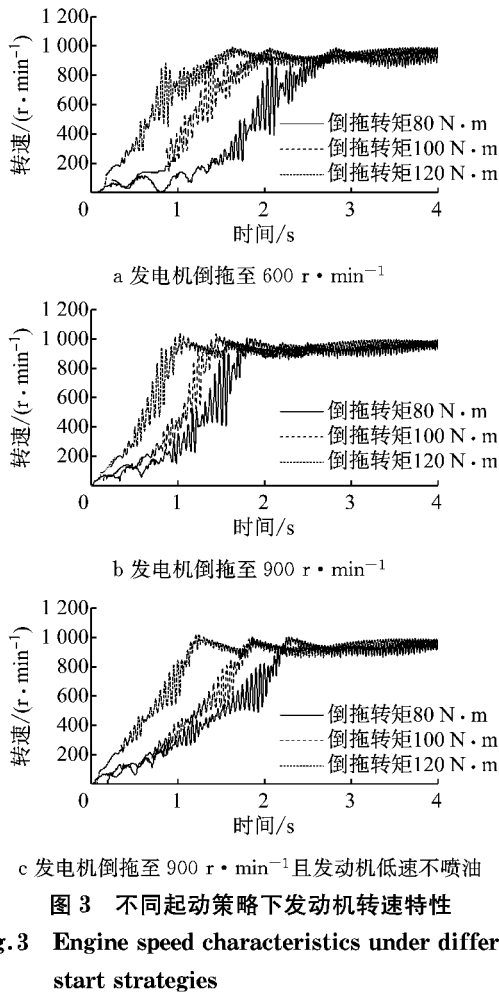 1 200
1 000
800
600
400
200
转速/(r·min⁻¹)
倒拖转矩80 N·m
倒拖转矩100 N·m
倒拖转矩120 N·m
0 1 2 3 4
时间/s
a 发电机倒拖至 600 r·min⁻¹
1 200
1 000
800
600
400
200
转速/(r·min⁻¹)
倒拖转矩80 N·m
倒拖转矩100 N·m
倒拖转矩120 N·m
0 1 2 3 4
时间/s
b 发电机倒拖至 900 r·min⁻¹
1 200
1 000
800
600
400
200
转速/(r·min⁻¹)
倒拖转矩80 N·m
倒拖转矩100 N·m
倒拖转矩120 N·m
0 1 2 3 4
时间/s
c 发电机倒拖至 900 r·min⁻¹且发动机低速不喷油
图 3 不同起动策略下发动机转速特性
g.3 Engine speed characteristics under differ
start strategies